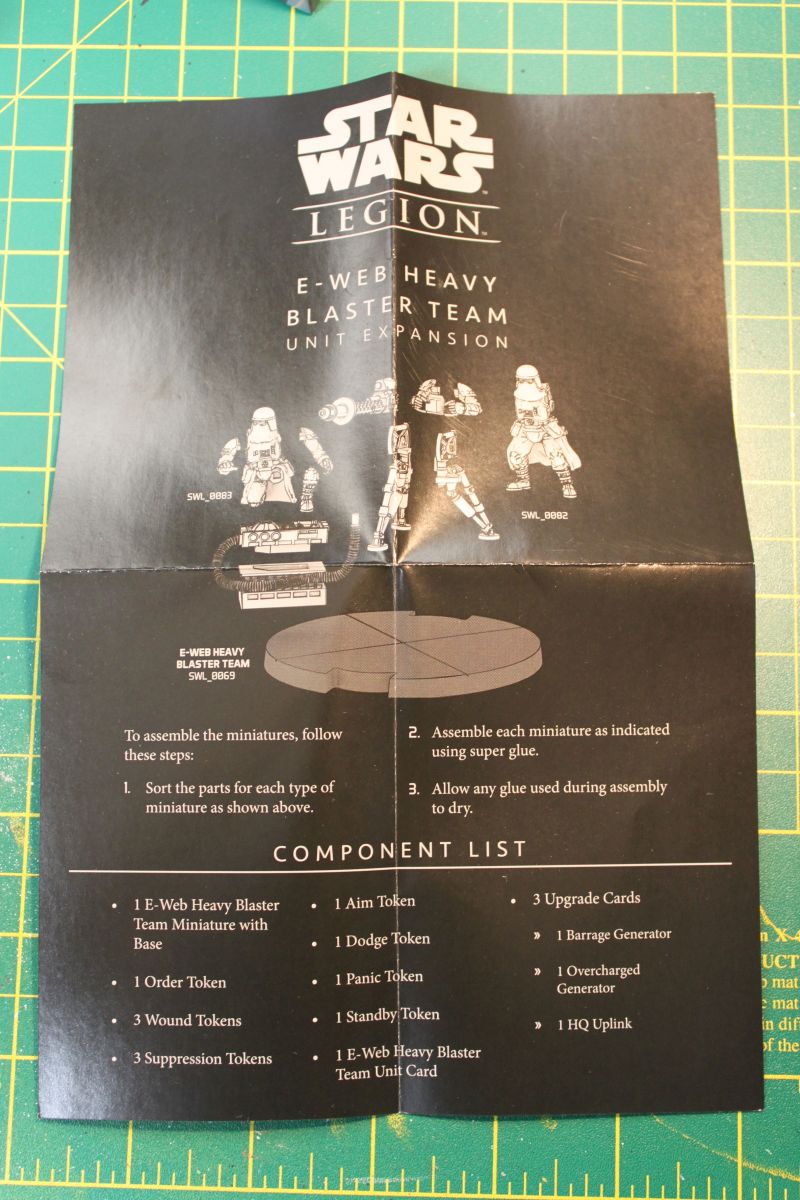 STAR
WARS™
LEGION™
E-WEB HEAVY
BLASTER TEAM
UNIT EXPANSION
SWL_0083
SWL_0082
E-WEB HEAVY
BLASTER TEAM
SWL_0069
To assemble the miniatures, follow
these steps:
1. Sort the parts for each type of
miniature as shown above.
2. Assemble each miniature as indicated
using super glue.
3. Allow any glue used during assembly
to dry.
COMPONENT LIST
• 1 E-Web Heavy Blaster
Team Miniature with
Base
• 1 Order Token
• 3 Wound Tokens
• 3 Suppression Tokens
• 1 Aim Token
• 1 Dodge Token
• 1 Panic Token
• 1 Standby Token
• 1 E-Web Heavy Blaster
Team Unit Card
• 3 Upgrade Cards
» 1 Barrage Generator
» 1 Overcharged
Generator
» 1 HQ Uplink
of the